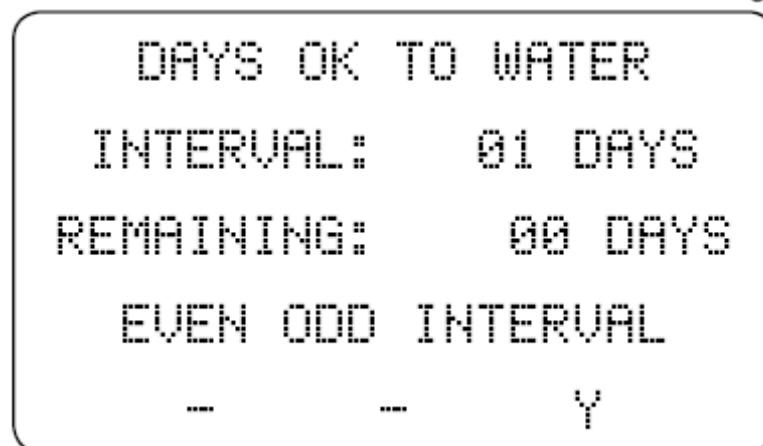 DAYS OK TO WATER
INTERVAL: 01 DAYS
REMAINING: 00 DAYS
EVEN ODD INTERVAL
- - Y